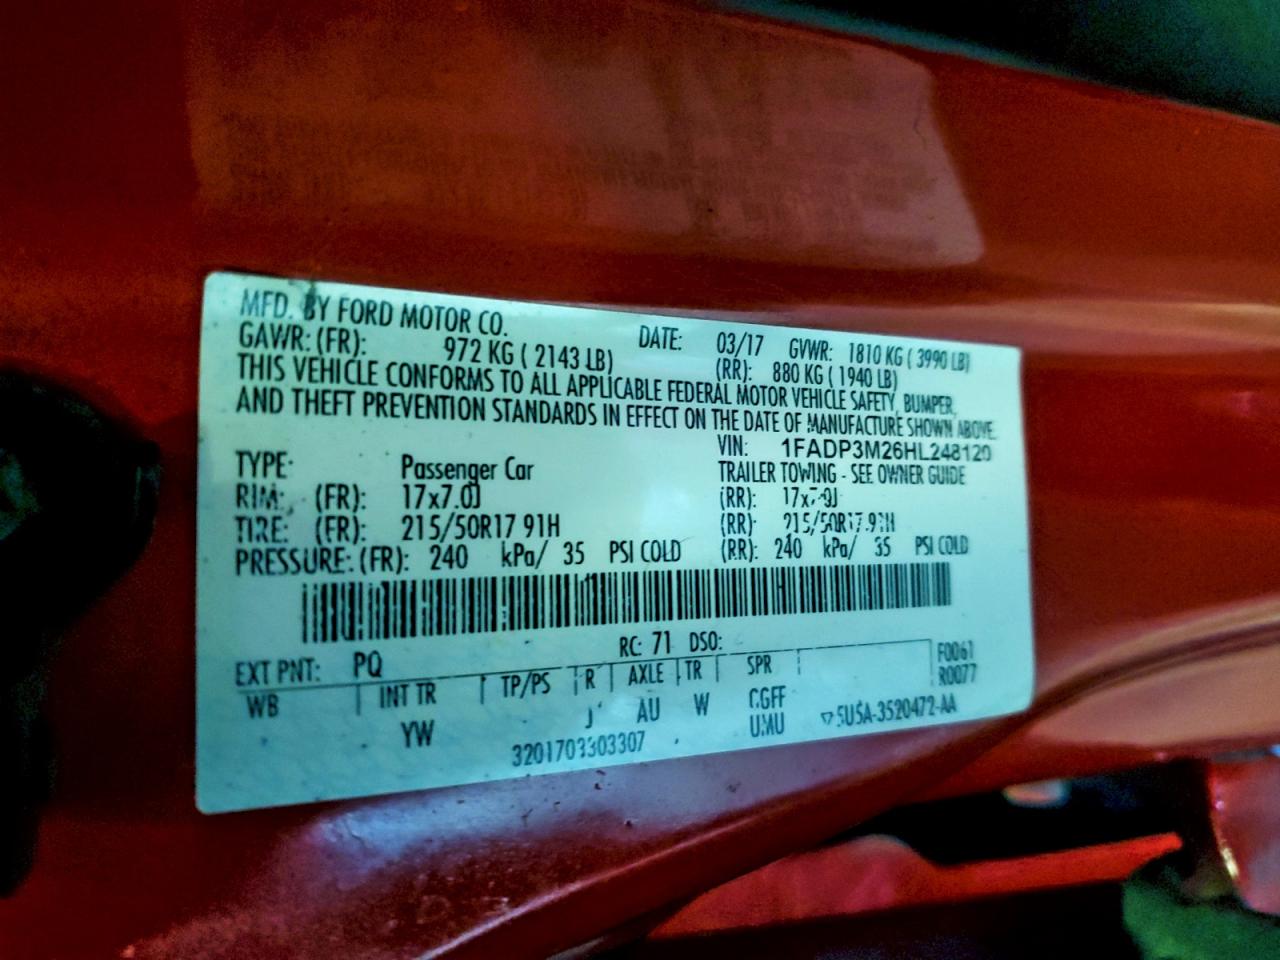 MFD. BY FORD MOTOR CO.
DATE: 03/17 GVWR: 1810 KG ( 3990 LB)
GAWR: (FR): 972 KG ( 2143 LB) (RR): 880 KG ( 1940 LB)
THIS VEHICLE CONFORMS TO ALL APPLICABLE FEDERAL MOTOR VEHICLE SAFETY, BUMPER,
AND THEFT PREVENTION STANDARDS IN EFFECT ON THE DATE OF MANUFACTURE SHOWN ABOVE.
VIN: 1FADP3M26HL248120
TYPE: Passenger Car TRAILER TOWING - SEE OWNER GUIDE
RIM: (FR): 17x7.0J (RR): 17x7.0J
TIRE: (FR): 215/50R17 91H (RR): 215/50R17 91H
PRESSURE: (FR): 240 kPa/ 35 PSI COLD (RR): 240 kPa/ 35 PSI COLD
RC: 71 DSO:
EXT PNT: PQ F0061
R0077
WB INT TR TP/PS R AXLE TR SPR
YW J AU W CGFF
UMU
3201703303307 5U5A-3520472-AA